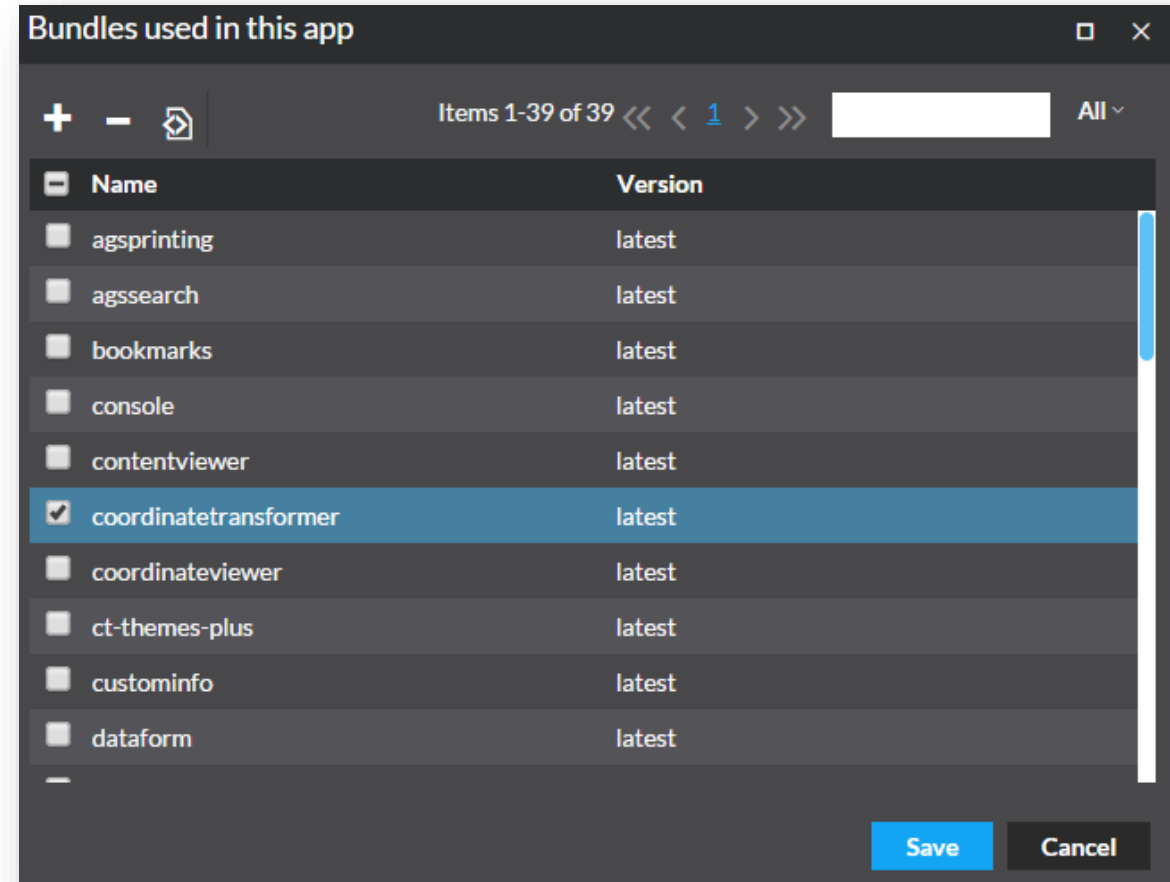 Bundles used in this app
Items 1-39 of 39 1 All
Name Version
agsprinting latest
agssearch latest
bookmarks latest
console latest
contentviewer latest
coordinatetransformer latest
coordinateviewer latest
ct-themes-plus latest
custominfo latest
dataform latest
Save Cancel